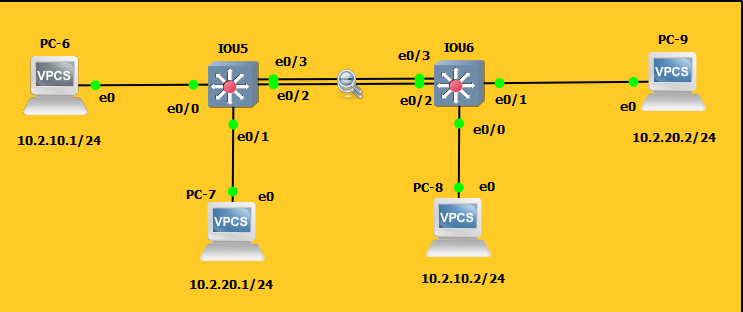 PC-6
IOU5
IOU6
PC-9
VPCS
e0
e0/0
e0/3
e0/2
e0/3
e0/2
e0/1
e0
VPCS
10.2.10.1/24
e0/1
e0/0
10.2.20.2/24
PC-7
e0
VPCS
10.2.20.1/24
PC-8
e0
VPCS
10.2.10.2/24